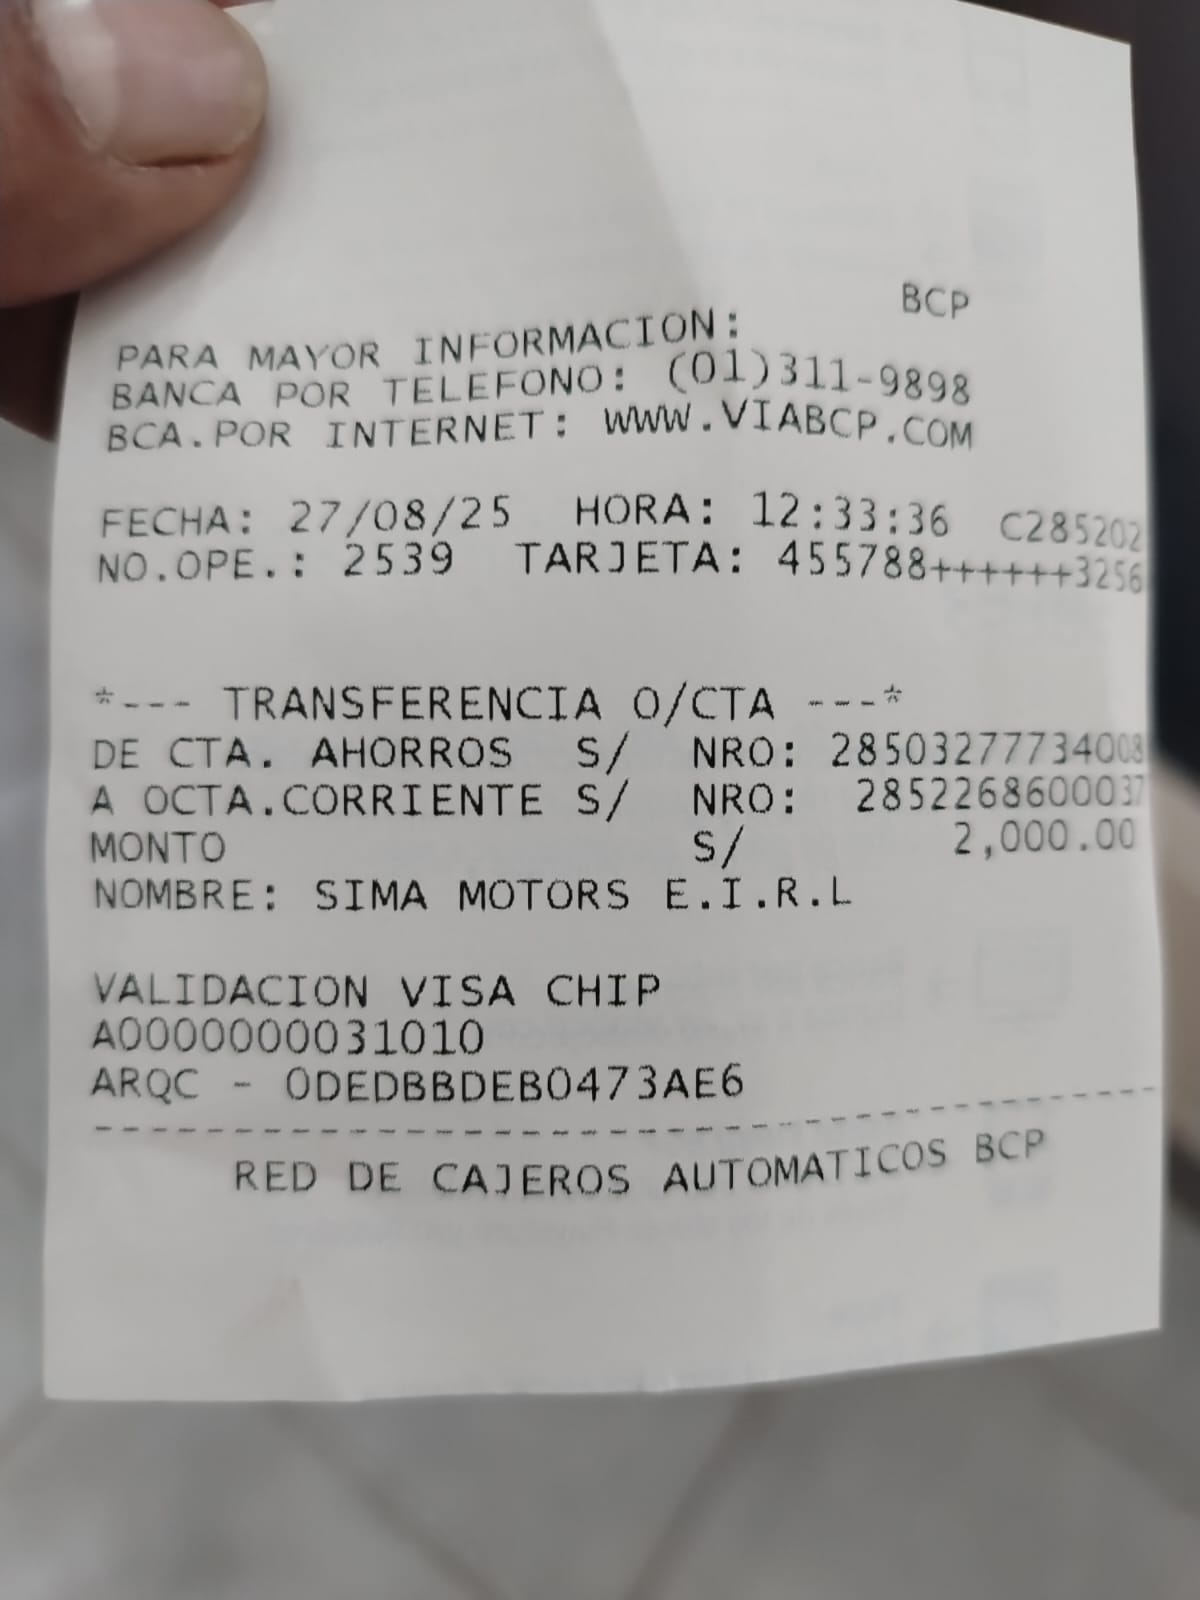 BCP
PARA MAYOR INFORMACION:
BANCA POR TELEFONO: (01)311-9898
BCA.POR INTERNET: WWW.VIABCP.COM
FECHA: 27/08/25 HORA: 12:33:36 C285202
NO.OPE.: 2539 TARJETA: 455788++++++3256
*--- TRANSFERENCIA O/CTA ---*
DE CTA. AHORROS S/ NRO: 28503277734008
A OCTA.CORRIENTE S/ NRO: 2852268600037
MONTO S/ 2,000.00
NOMBRE: SIMA MOTORS E.I.R.L
VALIDACION VISA CHIP
A0000000031010
ARQC - 0DEDBBDEB0473AE6
RED DE CAJEROS AUTOMATICOS BCP